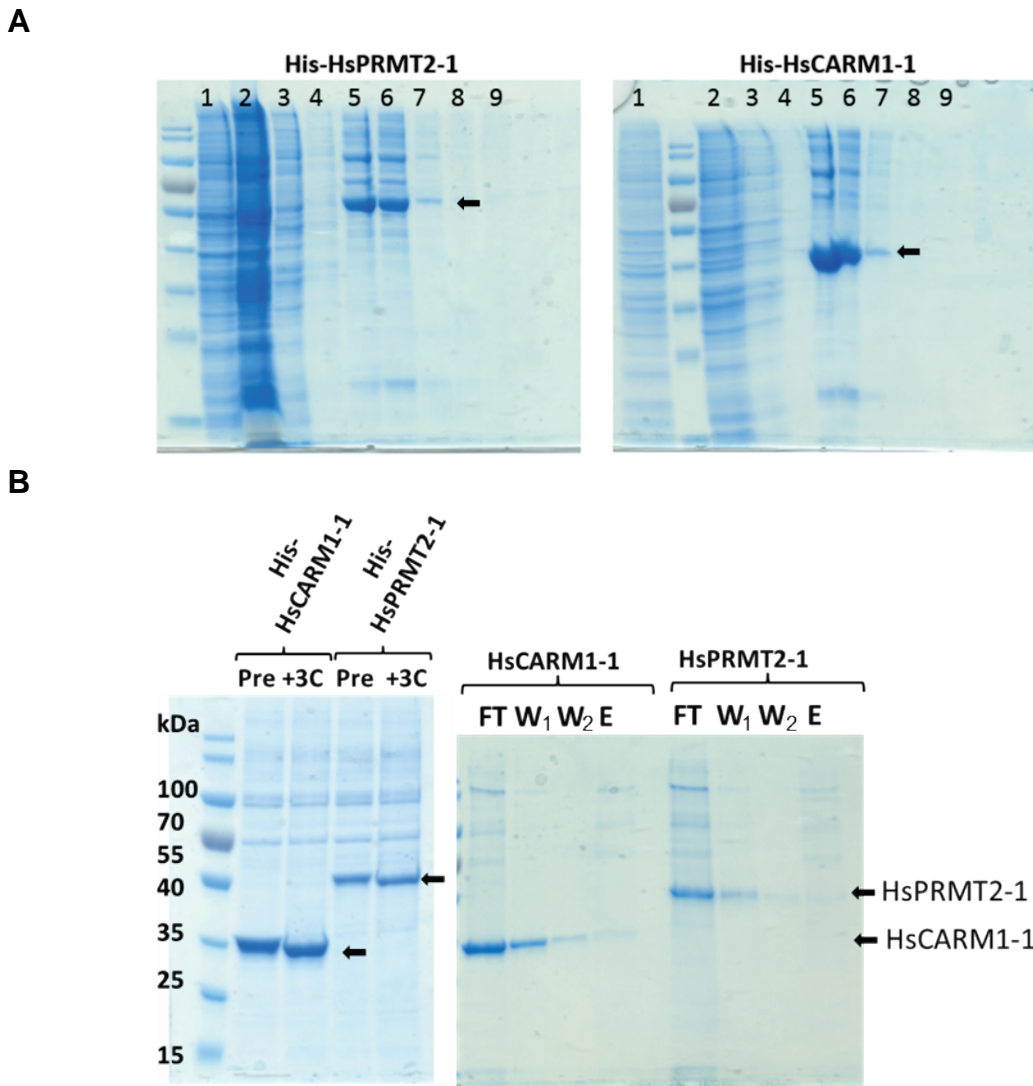 A
His-HsPRMT2-1
1 2 3 4 5 6 7 8 9
His-HsCARM1-1
1 2 3 4 5 6 7 8 9
B
His-
HsCARM1-1
His-
HsPRMT2-1
Pre +3C Pre +3C
kDa
100
70
55
40
35
25
15
HsCARM1-1
FT W₁ W₂ E
HsPRMT2-1
FT W₁ W₂ E
HsPRMT2-1
HsCARM1-1